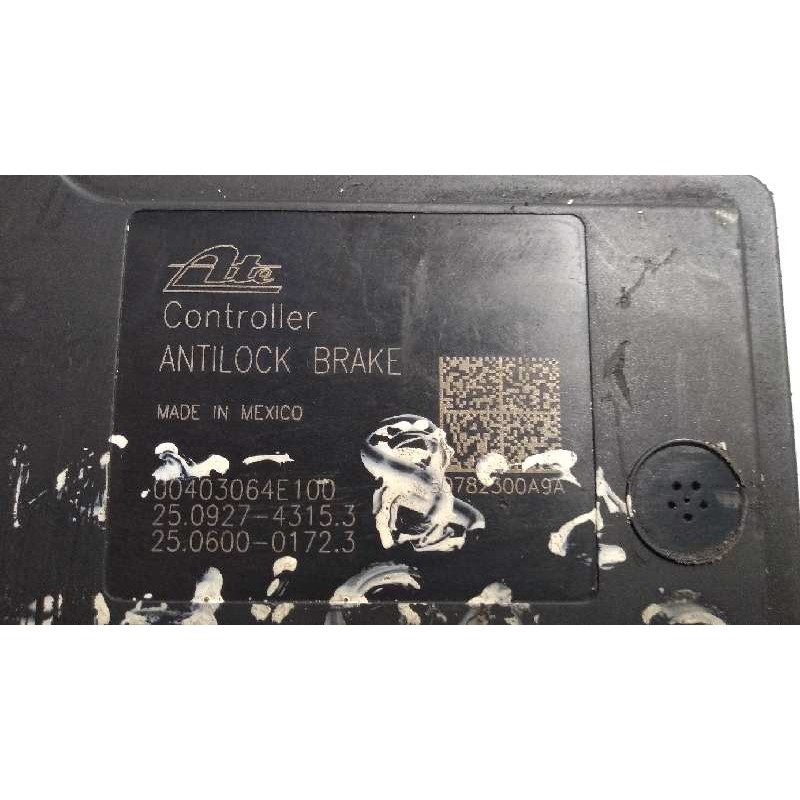 Ate
Controller
ANTILOCK BRAKE
MADE IN MEXICO
00403064E100
25.0927-4315.3
25.0600-0172.3